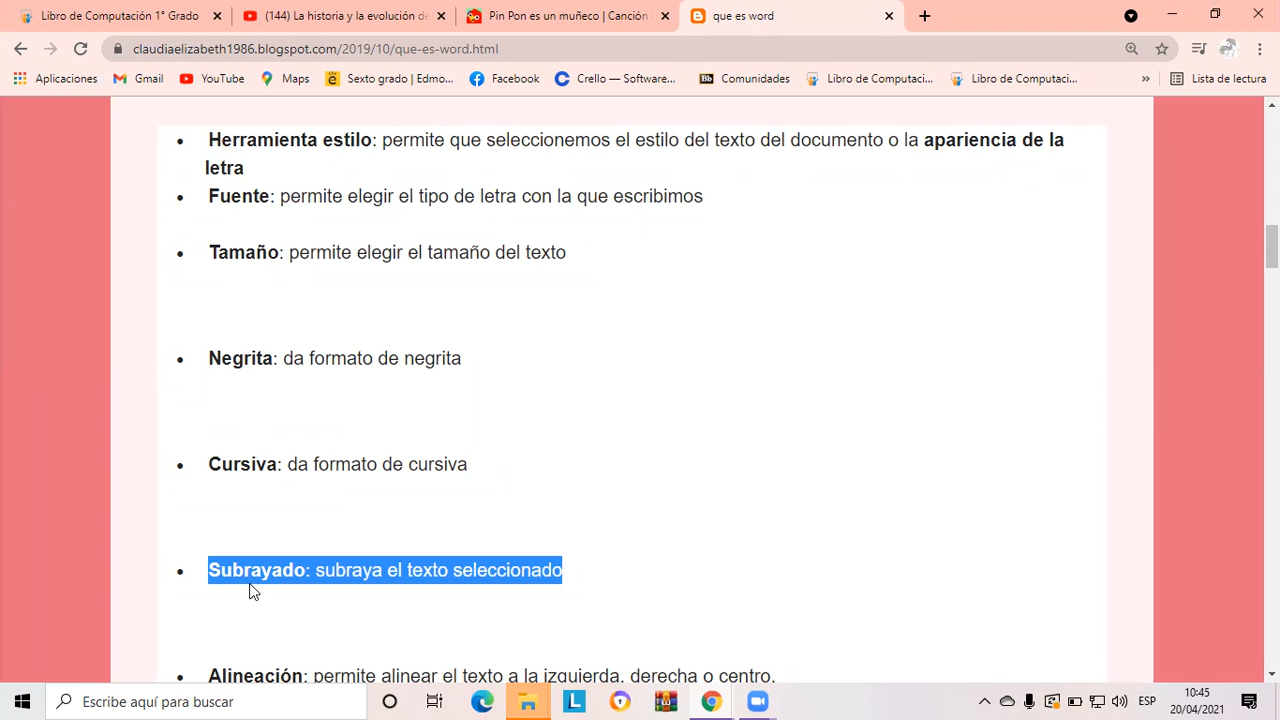 Libro de Computación 1° Grado
(144) La historia y la evolución d
Pin Pon es un muñeco | Canción
que es word
claudiaelizabeth1986.blogspot.com/2019/10/que-es-word.html
Aplicaciones
Gmail
YouTube
Maps
Sexto grado | Edmo...
Facebook
Crello — Software...
Bb Comunidades
Libro de Computaci...
Libro de Computaci...
»
Lista de lectura
• Herramienta estilo: permite que seleccionemos el estilo del texto del documento o la apariencia de la
letra
• Fuente: permite elegir el tipo de letra con la que escribimos
• Tamaño: permite elegir el tamaño del texto
• Negrita: da formato de negrita
• Cursiva: da formato de cursiva
• Subrayado: subraya el texto seleccionado
• Alineación: permite alinear el texto a la izquierda, derecha o centro.
Escribe aquí para buscar
L
ESP
10:45
20/04/2021